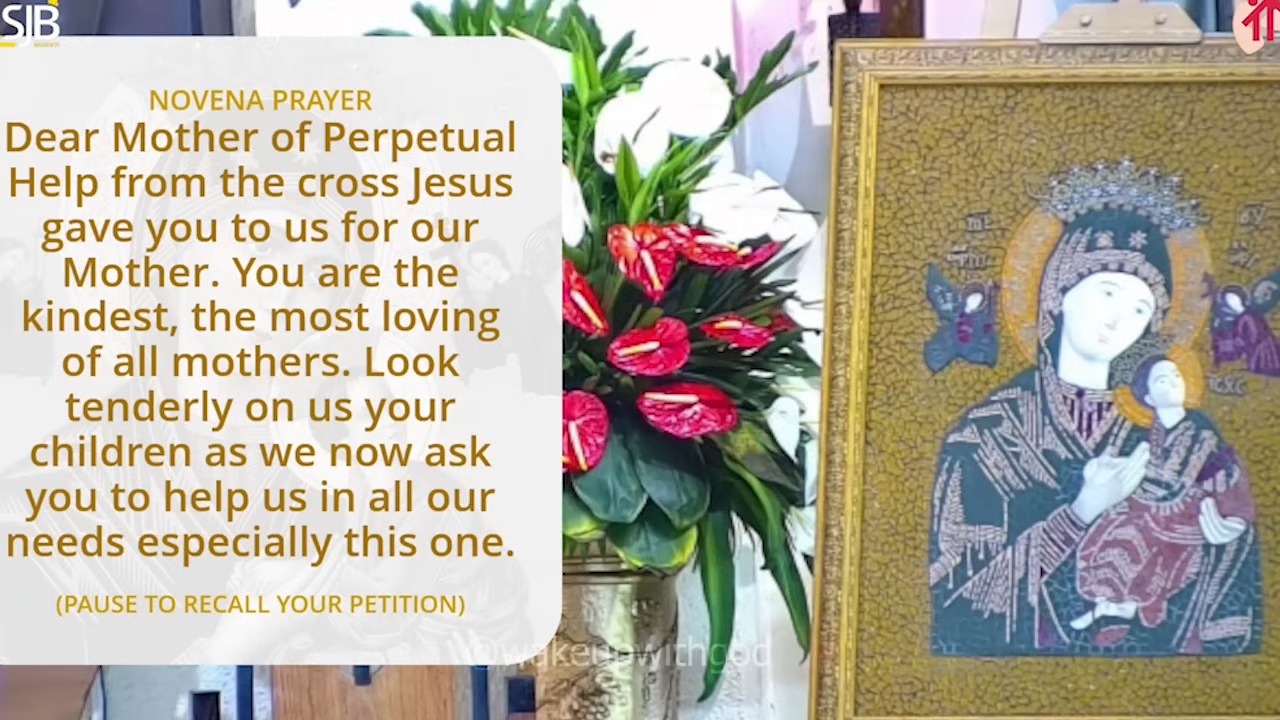 SJB
NOVENA PRAYER
Dear Mother of Perpetual
Help from the cross Jesus
gave you to us for our
Mother. You are the
kindest, the most loving
of all mothers. Look
tenderly on us your
children as we now ask
you to help us in all our
needs especially this one.
(PAUSE TO RECALL YOUR PETITION)
@wakeupwithgod